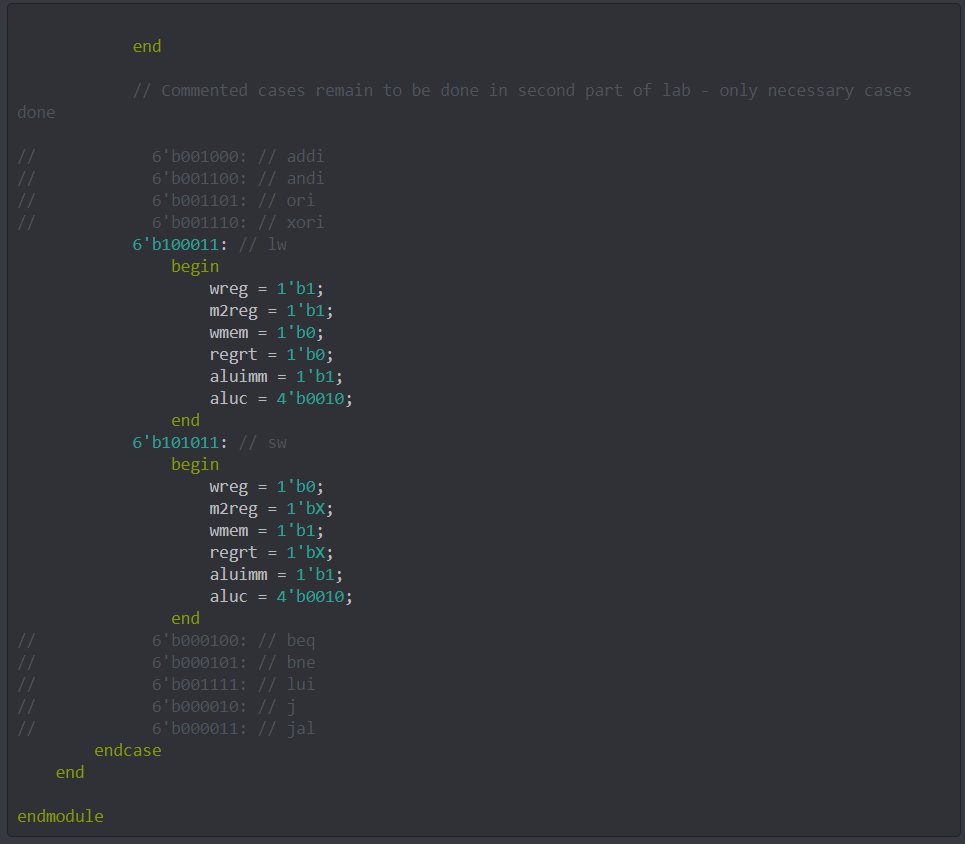 end
// Commented cases remain to be done in second part of lab - only necessary cases
done
//            6'b001000: // addi
//            6'b001100: // andi
//            6'b001101: // ori
//            6'b001110: // xori
            6'b100011: // lw
                begin
                    wreg = 1'b1;
                    m2reg = 1'b1;
                    wmem = 1'b0;
                    regrt = 1'b0;
                    aluimm = 1'b1;
                    aluc = 4'b0010;
                end
            6'b101011: // sw
                begin
                    wreg = 1'b0;
                    m2reg = 1'bX;
                    wmem = 1'b1;
                    regrt = 1'bX;
                    aluimm = 1'b1;
                    aluc = 4'b0010;
                end
//            6'b000100: // beq
//            6'b000101: // bne
//            6'b001111: // lui
//            6'b000010: // j
//            6'b000011: // jal
        endcase
    end
endmodule